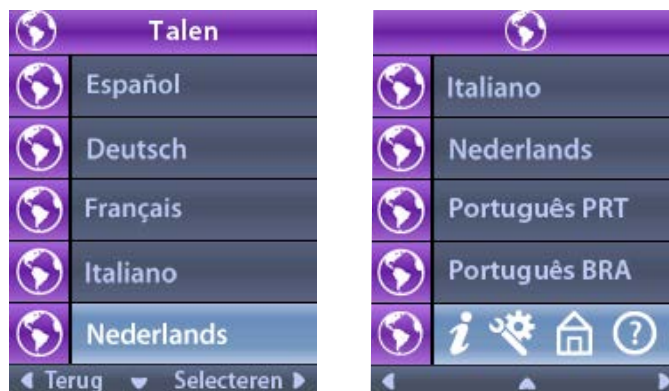 Talen
Español
Deutsch
Français
Italiano
Nederlands
Terug Selecteren
Italiano
Nederlands
Português PRT
Português BRA